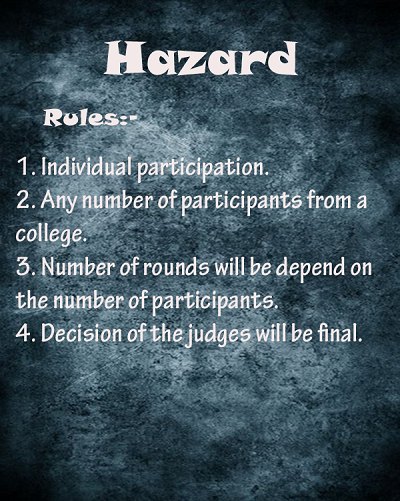 Hazard
Rules:-
1. Individual participation.
2. Any number of participants from a
college.
3. Number of rounds will be depend on
the number of participants.
4. Decision of the judges will be final.